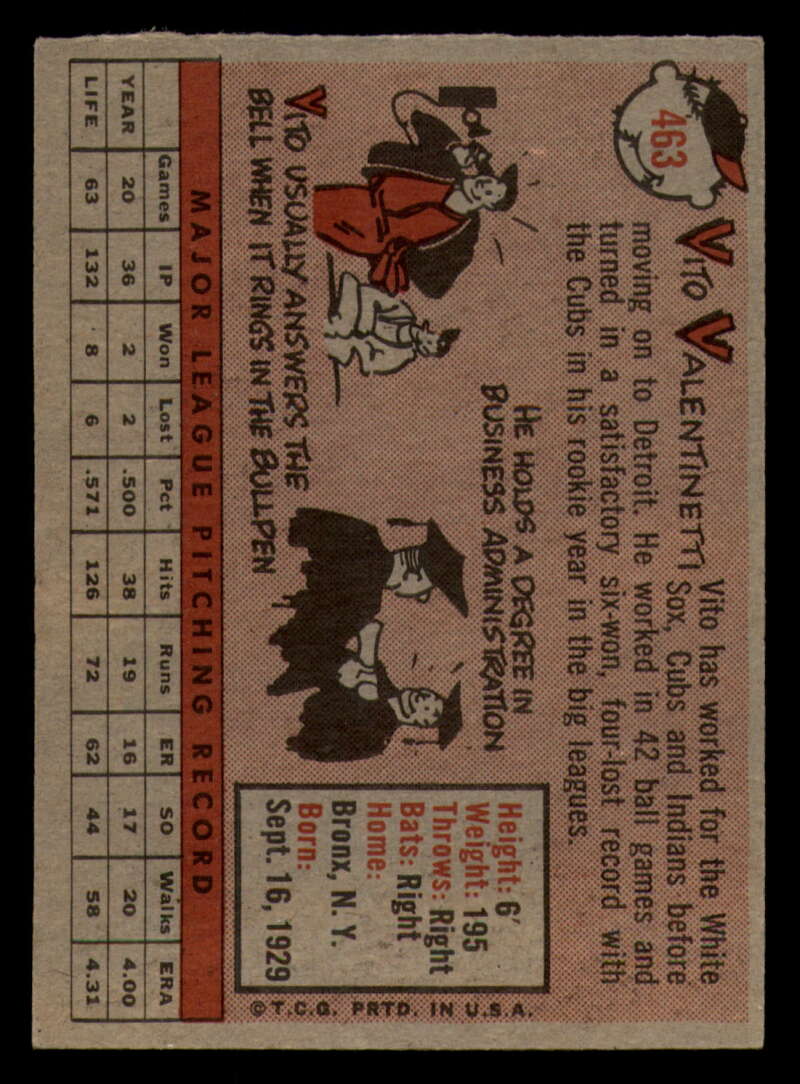 463
VITO VALENTINETTI
Vito has worked for the White
Sox, Cubs and Indians before
moving on to Detroit. He worked in 42 ball games and
turned in a satisfactory six-won, four-lost record with
the Cubs in his rookie year in the big leagues.
VITO USUALLY ANSWERS THE
BELL WHEN IT RINGS IN THE BULLPEN
HE HOLDS A DEGREE IN
BUSINESS ADMINISTRATION
Height: 6'
Weight: 195
Throws: Right
Bats: Right
Home:
Bronx, N. Y.
Born:
Sept. 16, 1929
© T.C.G. PRTD. IN U.S.A.
MAJOR LEAGUE PITCHING RECORD
Games IP Won Lost Pct Hits Runs ER SO Walks ERA
YEAR 20 36 2 2 .500 38 19 16 17 20 4.00
LIFE 63 132 8 6 .571 126 72 62 44 58 4.31